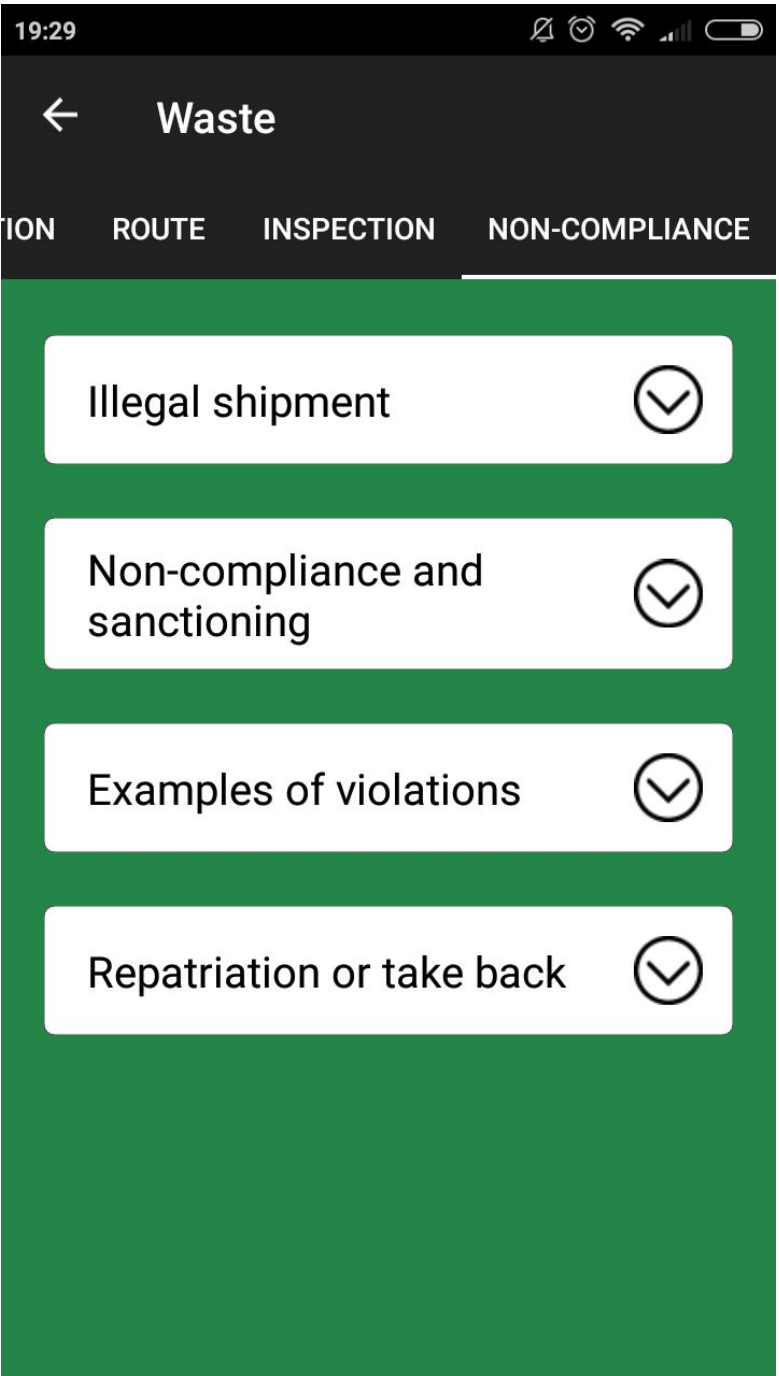 19:29
Waste
TION ROUTE INSPECTION NON-COMPLIANCE
Illegal shipment
Non-compliance and
sanctioning
Examples of violations
Repatriation or take back